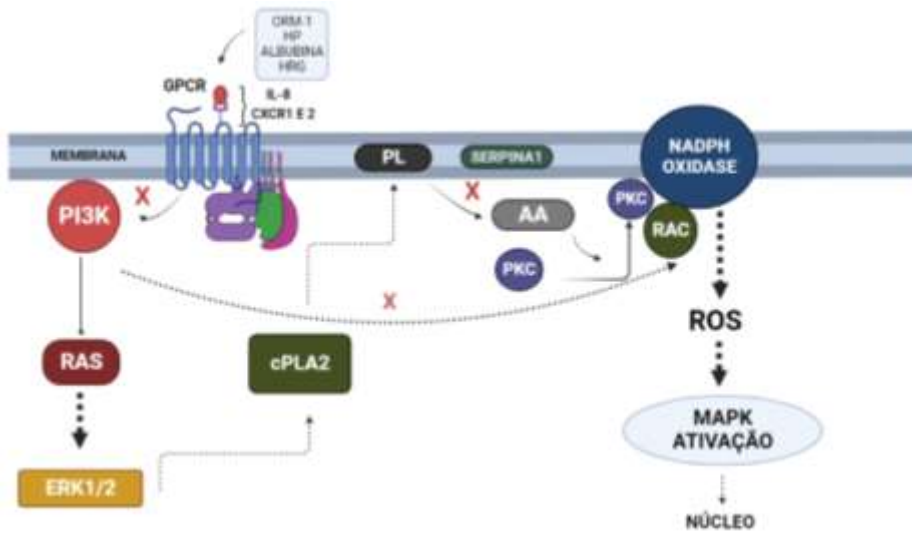 ORM-1
HP
ALBUBINA
HRG
GPCR
IL-8
CXCR1 E 2
MEMBRANA
PL
SERPINA1
NADPH
OXIDASE
X
X
PI3K
AA
PKC
RAC
PKC
X
ROS
RAS
cPLA2
MAPK
ATIVAÇÃO
ERK1/2
NÚCLEO